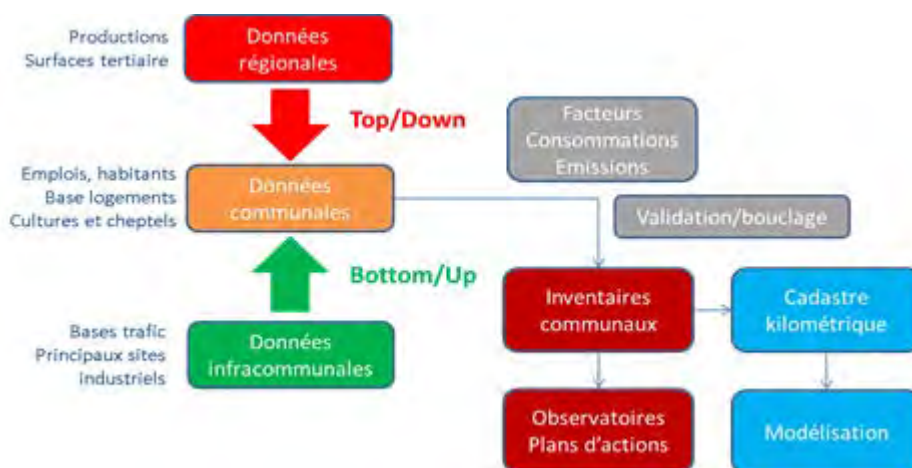 Productions
Surfaces tertiaire
Données
régionales
Top/Down
Facteurs
Consommations
Emissions
Emplois, habitants
Base logements
Cultures et cheptels
Données
communales
Validation/bouclage
Bottom/Up
Inventaires
communaux
Cadastre
kilométrique
Bases trafic
Principaux sites
industriels
Données
infracommunales
Observatoires
Plans d'actions
Modélisation